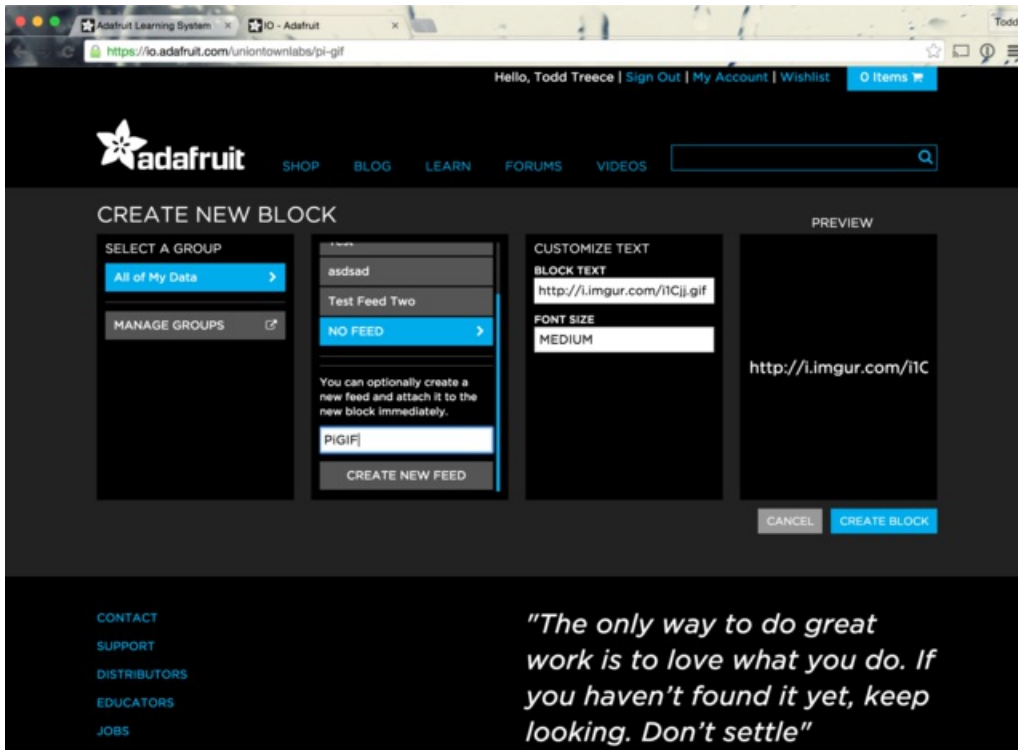 Adafruit Learning System
IO - Adafruit
Todd
https://io.adafruit.com/uniontownlabs/pi-gif
Hello, Todd Treece | Sign Out | My Account | Wishlist
0 Items
adafruit
SHOP BLOG LEARN FORUMS VIDEOS
CREATE NEW BLOCK
SELECT A GROUP
All of My Data
MANAGE GROUPS
asdsad
Test Feed Two
NO FEED
You can optionally create a
new feed and attach it to the
new block immediately.
PiGIF
CREATE NEW FEED
CUSTOMIZE TEXT
BLOCK TEXT
http://i.imgur.com/i1Cjj.gif
FONT SIZE
MEDIUM
PREVIEW
http://i.imgur.com/i1C
CANCEL
CREATE BLOCK
CONTACT
SUPPORT
DISTRIBUTORS
EDUCATORS
JOBS
"The only way to do great
work is to love what you do. If
you haven't found it yet, keep
looking. Don't settle"